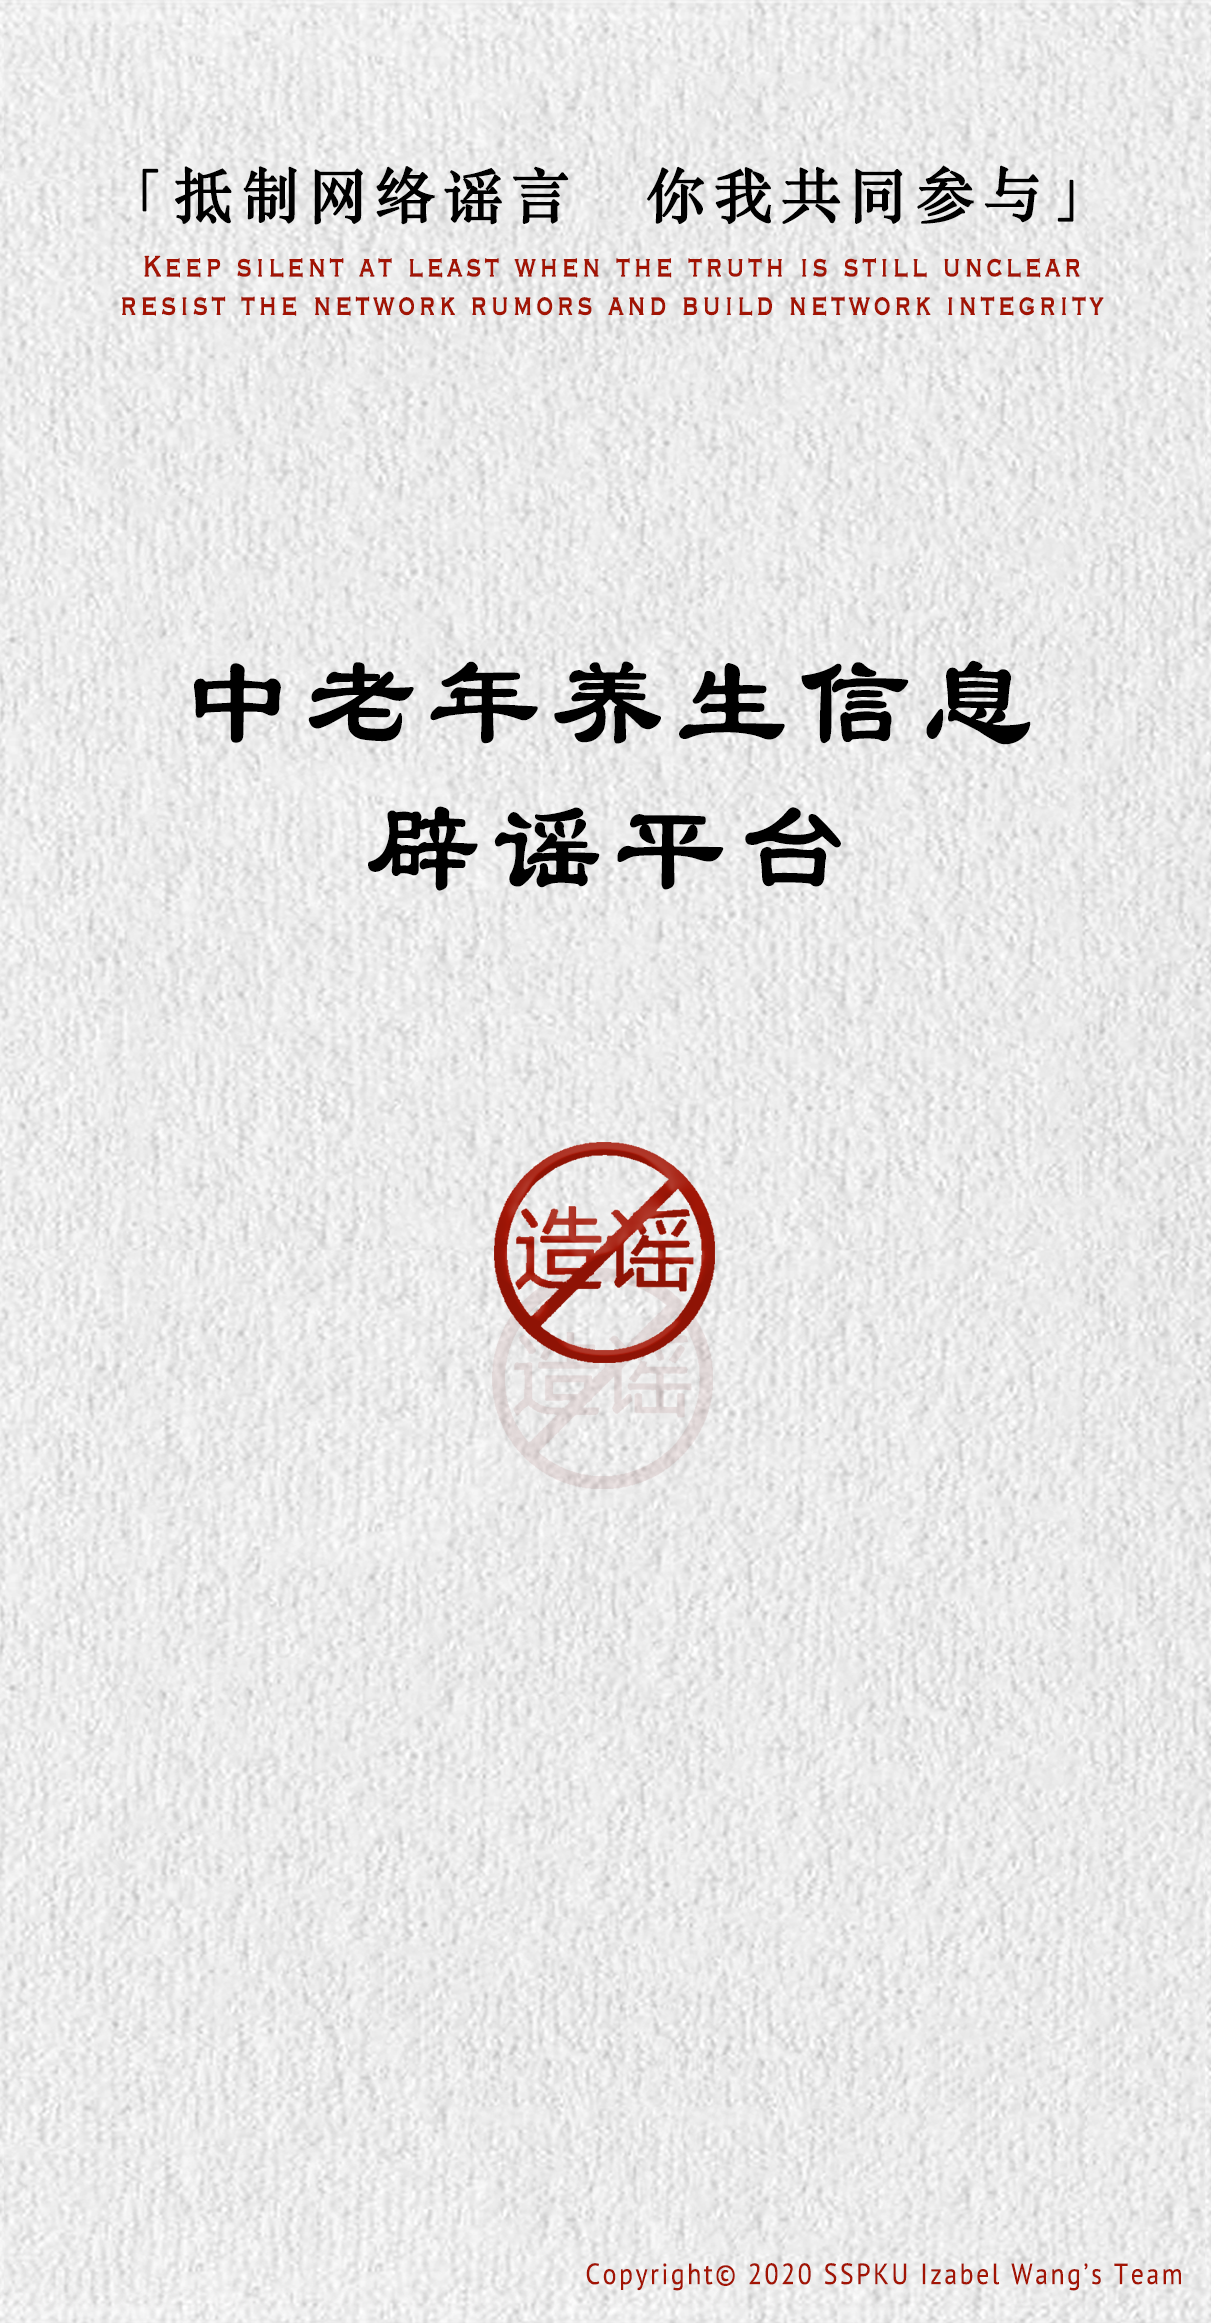 「抵制网络谣言　你我共同参与」
KEEP SILENT AT LEAST WHEN THE TRUTH IS STILL UNCLEAR
RESIST THE NETWORK RUMORS AND BUILD NETWORK INTEGRITY
中老年养生信息
辟谣平台
造谣
造谣
Copyright© 2020 SSPKU Izabel Wang's Team